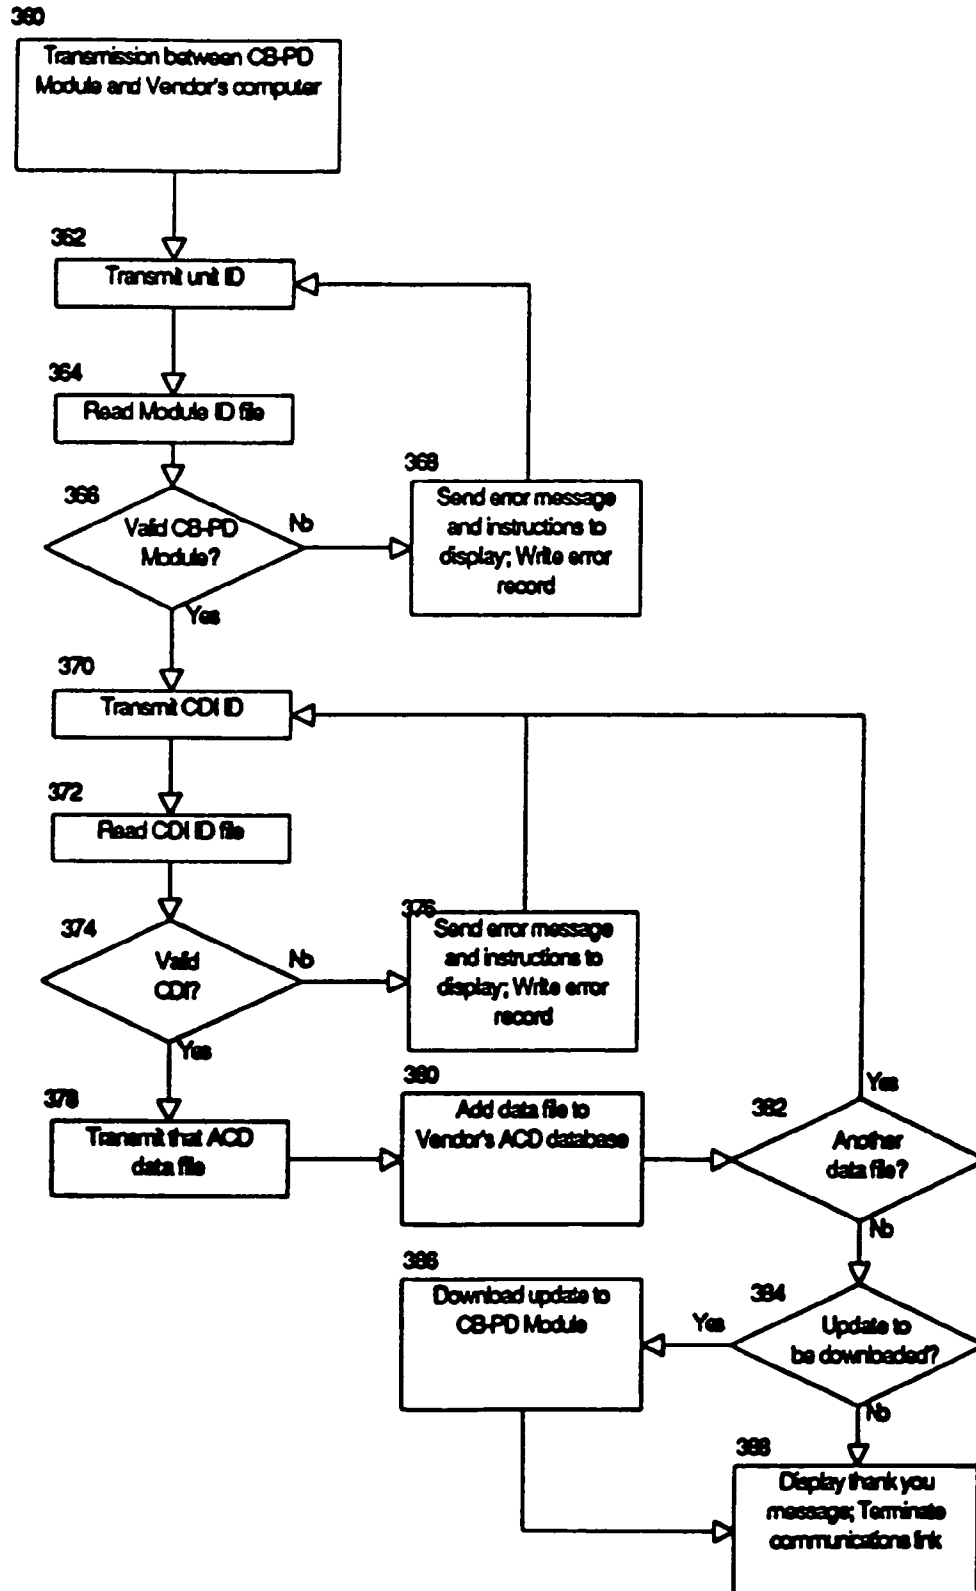 360
Transmission between CB-PD
Module and Vendor's computer
362
Transmit unit ID
364
Read Module ID file
366
Valid CB-PD
Module?
No
Yes
368
Send error message
and instructions to
display; Write error
record
370
Transmit CDI ID
372
Read CDI ID file
374
Valid
CDI?
No
Yes
376
Send error message
and instructions to
display; Write error
record
378
Transmit that ACD
data file
380
Add data file to
Vendor's ACD database
382
Another
data file?
Yes
No
384
Update to
be downloaded?
Yes
No
386
Download update to
CB-PD Module
388
Display thank you
message; Terminate
communications link